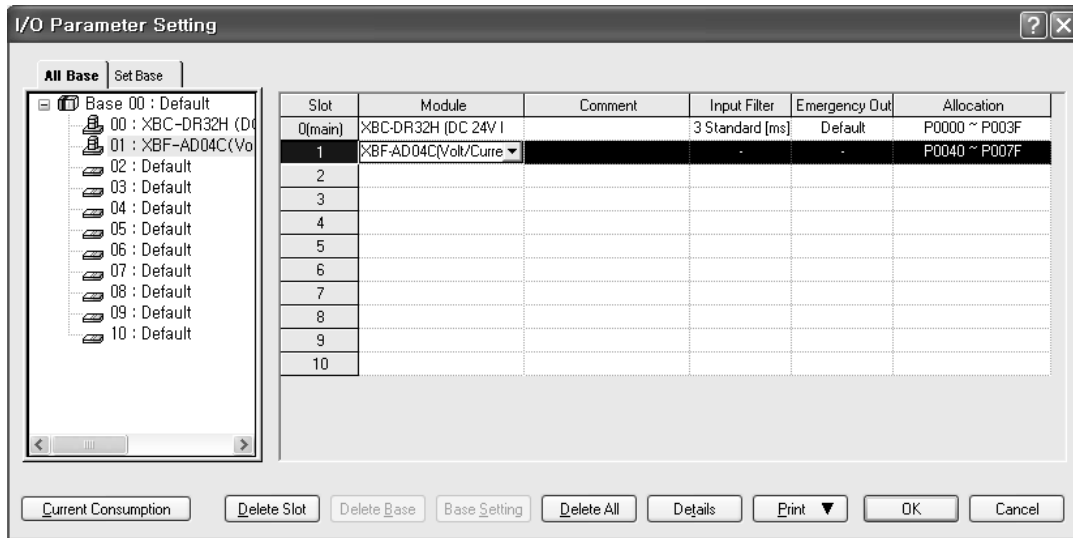 I/O Parameter Setting
All Base Set Base
Base 00 : Default
00 : XBC-DR32H (D
01 : XBF-AD04C(Vo
02 : Default
03 : Default
04 : Default
05 : Default
06 : Default
07 : Default
08 : Default
09 : Default
10 : Default
Slot Module Comment Input Filter Emergency Out Allocation
0(main) XBC-DR32H (DC 24V I 3 Standard [ms] Default P0000 ~ P003F
1 XBF-AD04C(Volt/Curre - - P0040 ~ P007F
2
3
4
5
6
7
8
9
10
Current Consumption Delete Slot Delete Base Base Setting Delete All Details Print ▼ OK Cancel